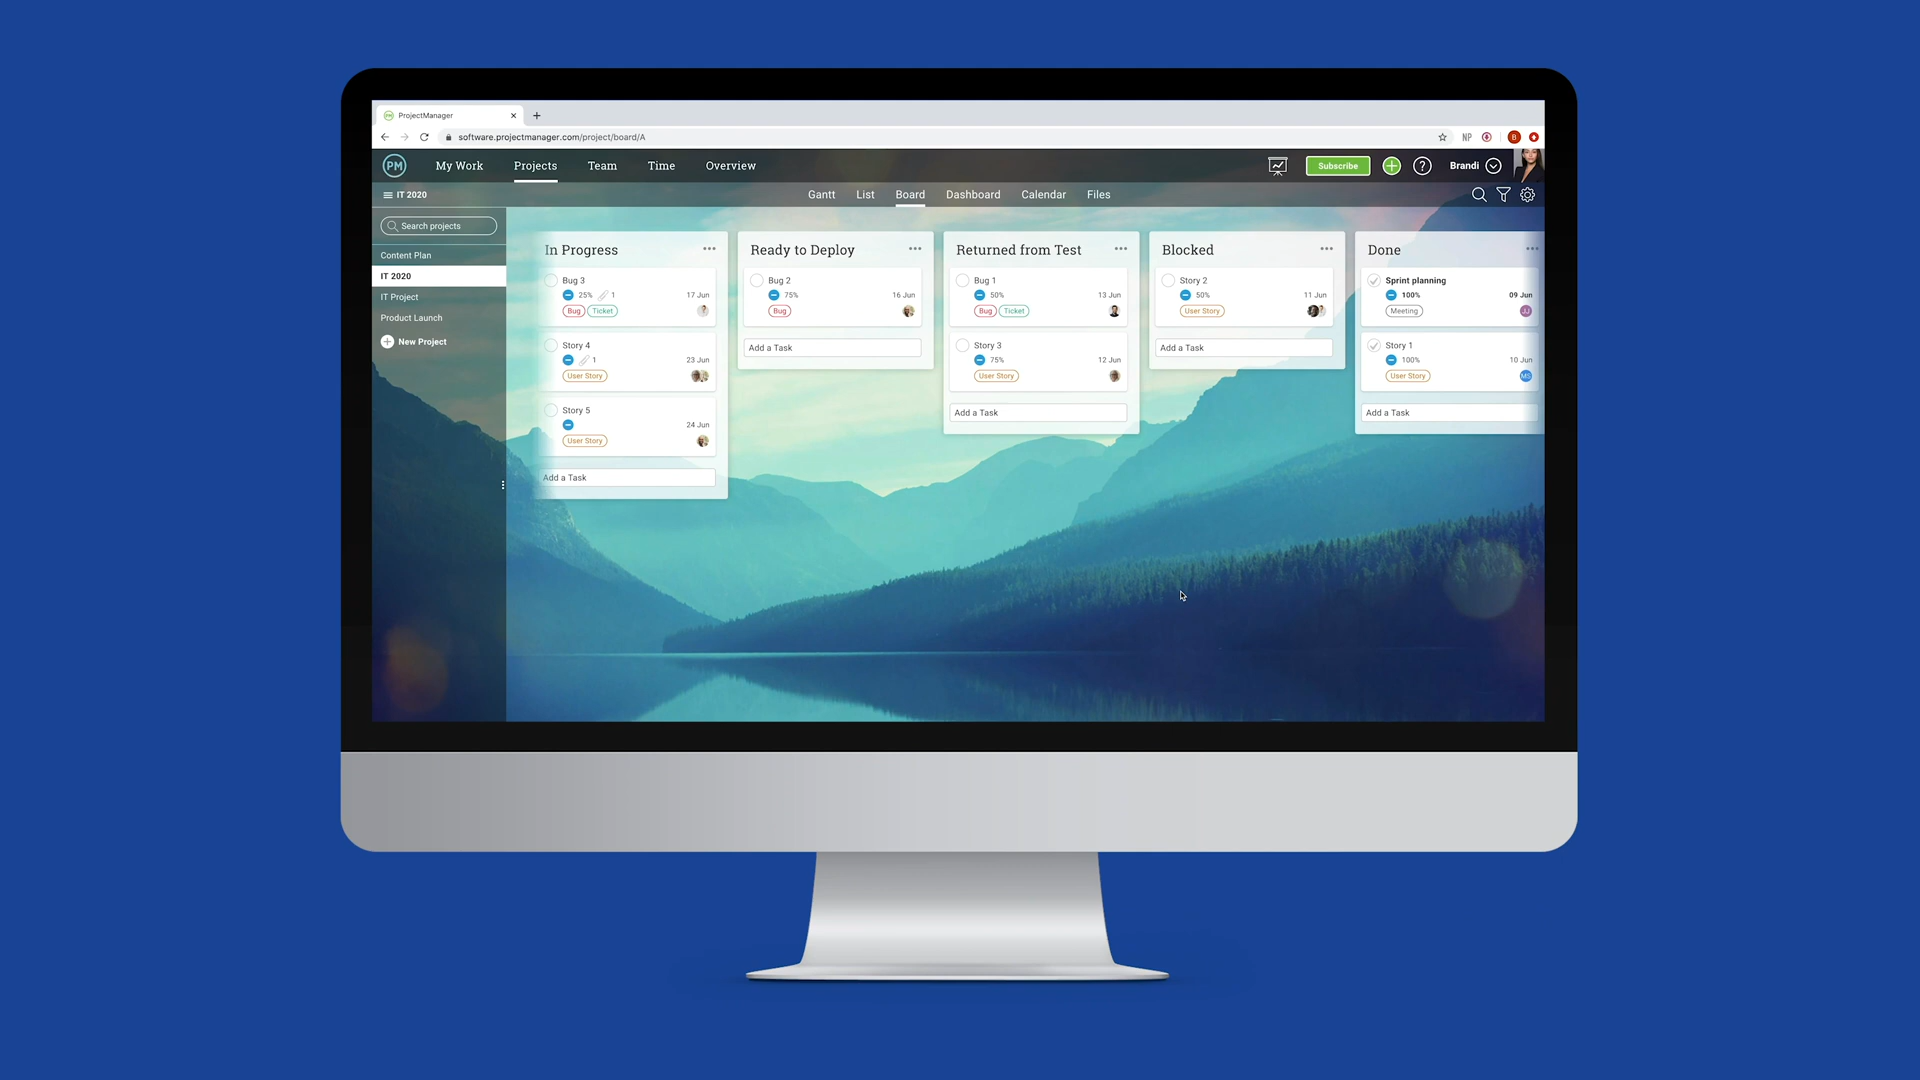 ProjectManager
software.projectmanager.com/project/board/A
NP
B
PM
My Work
Projects
Team
Time
Overview
Subscribe
?
Brandi
IT 2020
Gantt
List
Board
Dashboard
Calendar
Files
Search projects
Content Plan
IT 2020
IT Project
Product Launch
New Project
In Progress
Bug 3
25% 1 17 Jun
Bug Ticket
Story 4
1 23 Jun
User Story
Story 5
24 Jun
User Story
Add a Task
Ready to Deploy
Bug 2
75% 16 Jun
Bug
Add a Task
Returned from Test
Bug 1
50% 13 Jun
Bug Ticket
Story 3
75% 12 Jun
User Story
Add a Task
Blocked
Story 2
50% 11 Jun
User Story
Add a Task
Done
Sprint planning
100% 09 Jun
Meeting JJ
Story 1
100% 10 Jun
User Story MS
Add a Task